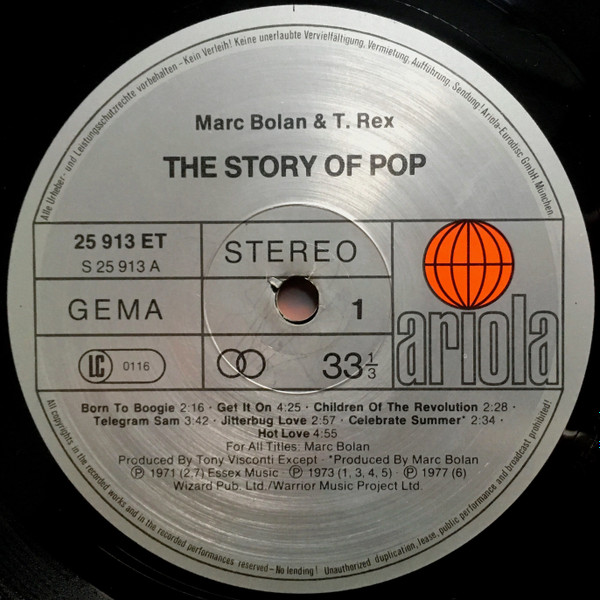 Alle Urheber- und Leistungsschutzrechte vorbehalten - Kein Verleih! Keine unerlaubte Vervielfältigung, Vermietung, Aufführung, Sendung! Ariola-Eurodisc GmbH, München.
Marc Bolan & T. Rex
THE STORY OF POP
25 913 ET
S 25 913 A
STEREO
GEMA
1
LC 0116
33 1/3
ariola
Born To Boogie 2:16 · Get It On 4:25 · Children Of The Revolution 2:28 ·
Telegram Sam 3:42 · Jitterbug Love 2:57 · Celebrate Summer* 2:34 ·
Hot Love 4:55
For All Titles: Marc Bolan
Produced By Tony Visconti Except · *Produced By Marc Bolan
Ⓟ 1971 (2,7) Essex Music · Ⓟ 1973 (1, 3, 4, 5) · Ⓟ 1977 (6)
Wizard Pub. Ltd./Warrior Music Project Ltd.
All copyrights in the recorded works and in the recorded performances reserved - No lending! Unauthorized duplication, lease, public performance and broadcast prohibited!